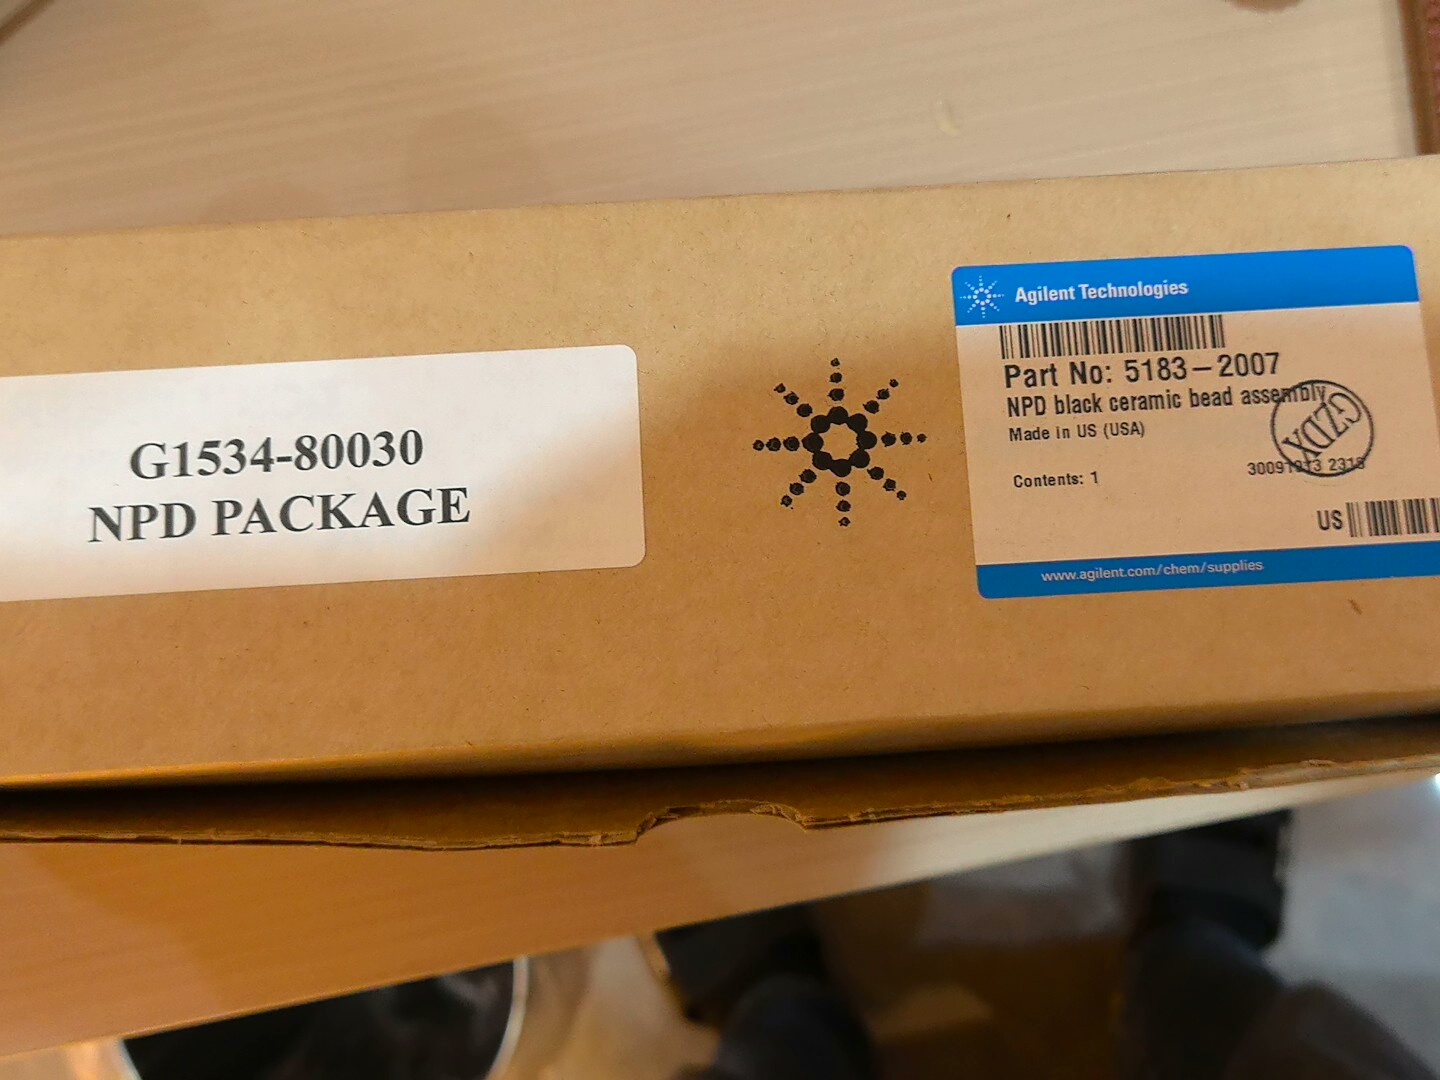 G1534-80030
NPD PACKAGE
Agilent Technologies
Part No: 5183-2007
NPD black ceramic bead assembly
Made in US (USA)
GZDX
Contents: 1
US
www.agilent.com/chem/supplies